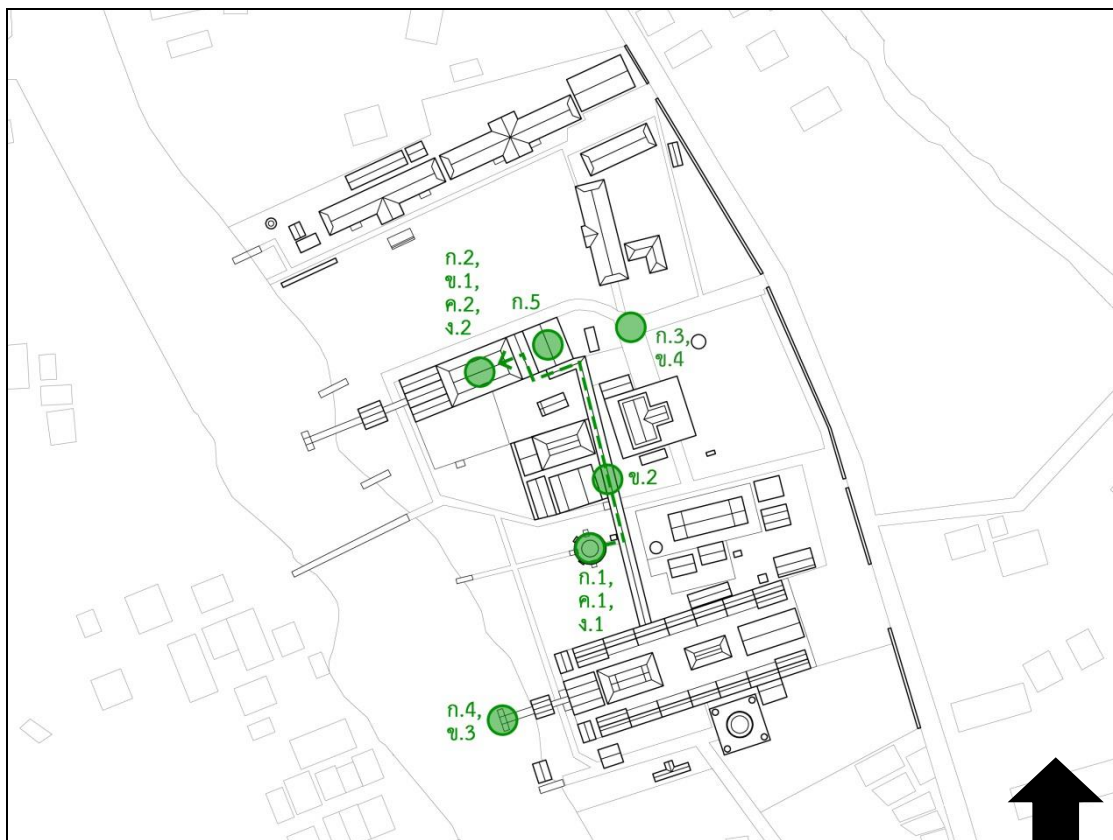 ก.2,
ข.1,
ค.2,
ง.2
ก.5
ก.3,
ข.4
ข.2
ก.1,
ค.1,
ง.1
ก.4,
ข.3